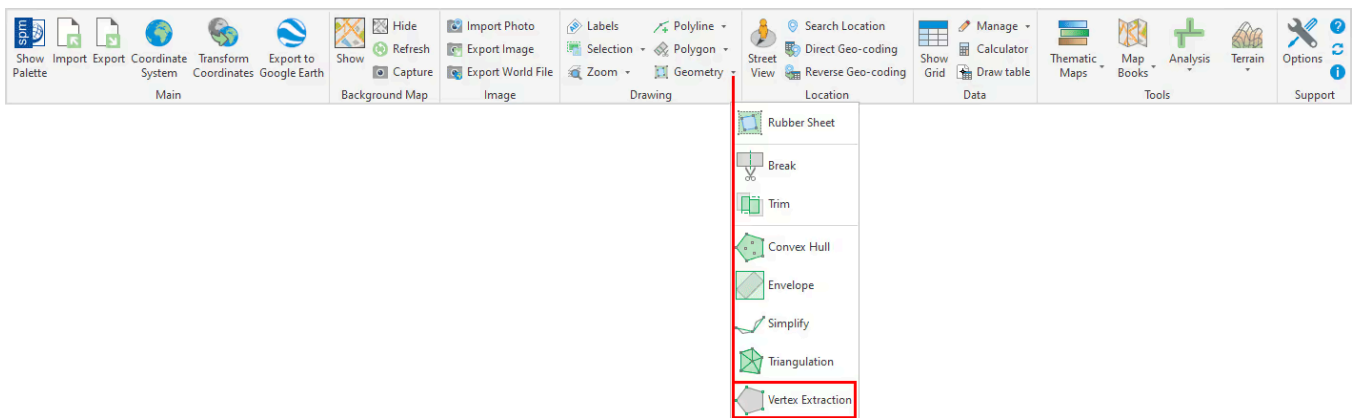 spm
Show Palette
Import
Export
Coordinate System
Transform Coordinates
Export to Google Earth
Main
Show
Hide
Refresh
Capture
Background Map
Import Photo
Export Image
Export World File
Image
Labels
Selection
Zoom
Polyline
Polygon
Geometry
Drawing
Street View
Search Location
Direct Geo-coding
Reverse Geo-coding
Location
Show Grid
Manage
Calculator
Draw table
Data
Thematic Maps
Map Books
Analysis
Terrain
Tools
Options
Support
Rubber Sheet
Break
Trim
Convex Hull
Envelope
Simplify
Triangulation
Vertex Extraction